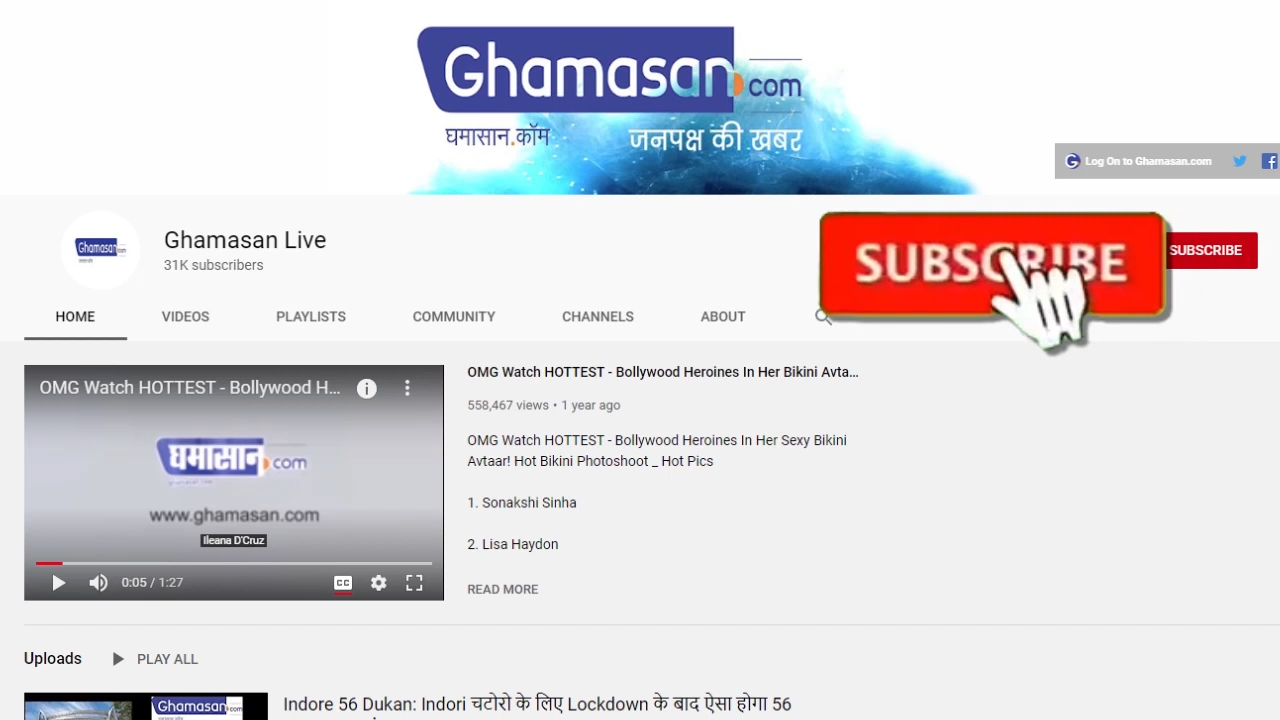 Ghamasan.com
घमासान.कॉम
जनपक्ष की खबर
Log On to Ghamasan.com
Ghamasan Live
31K subscribers
SUBSCRIBE
SUBSCRIBE
HOME
VIDEOS
PLAYLISTS
COMMUNITY
CHANNELS
ABOUT
OMG Watch HOTTEST - Bollywood H...
घमासान.com
www.ghamasan.com
Ileana D'Cruz
0:05 / 1:27
CC
OMG Watch HOTTEST - Bollywood Heroines In Her Bikini Avta...
558,467 views • 1 year ago
OMG Watch HOTTEST - Bollywood Heroines In Her Sexy Bikini
Avtaar! Hot Bikini Photoshoot _ Hot Pics
1. Sonakshi Sinha
2. Lisa Haydon
READ MORE
Uploads
PLAY ALL
Ghamasan
Indore 56 Dukan: Indori चटोरो के लिए Lockdown के बाद ऐसा होगा 56